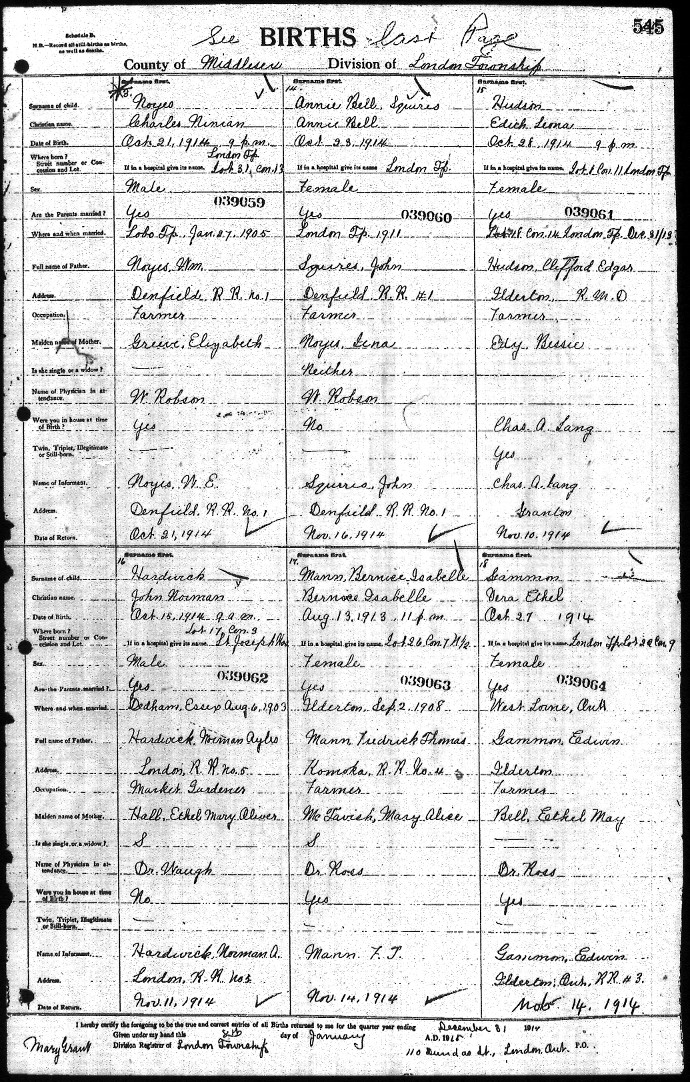 545
Schedule B.
N.B.—Record all still-births as births, as well as deaths.
See BIRTHS last Page
County of Middlesex Division of London Township
Surname first. Surname first. Surname first.
14 15
Surname of child. Noyes Annie Bell, Squires Hudson
Christian name. Charles Ninian Annie Bell Edith Leona
Date of Birth. Oct 21, 1914 9 p.m. Oct 23, 1914 Oct 28, 1914 9 p.m.
London Tp
Where born? Street number or Concession and Lot. If in a hospital give its name. Lot 31, Con. 13 If in a hospital give its name. London Tp. If in a hospital give its name. Lot 1 Con. 11 London Tp
Sex. Male Female Female
039059 039060 039061
Are the Parents married? Yes Yes Yes
Where and when married. Lobo Tp., Jan. 27, 1905 London Tp. 1911 Con. 14 London Tp. Dec 31/13
Full name of Father. Noyes, Wm. Squires, John Hudson, Clifford Edgar
Address. Denfield, R.R. No. 1 Denfield R.R. #1 Ilderton, R.M.D
Occupation. Farmer Farmer Farmer
Maiden name of Mother. Grieve, Elizabeth Noyes, Lena Edy, Bessie
Is she single or a widow? — Neither
Name of Physician in attendance. W. Robson W. Robson
Were you in house at time of Birth? Yes No Chas. A. Lang
Twin, Triplet, Illegitimate or Still-born. — — Yes
Name of Informant. Noyes, W. E. Squires, John Chas. A. Lang
Address. Denfield, R.R. No. 1 Denfield R.R. No. 1 Granton
Date of Return. Oct. 21, 1914 Nov. 16, 1914 Nov. 10, 1914
Surname first. Surname first. Surname first.
16 17. 18
Surname of child. Hardwick Mann, Bernice Isabelle Gammon
Christian name. John Norman Bernice Isabelle Vera Ethel
Date of Birth. Oct. 15, 1914 9 a.m. Aug. 13, 1913 11 p.m. Oct 27 1914
Lot 17, Con. 3
Where born? Street number or Concession and Lot. If in a hospital give its name. St. Joseph's Hos. If in a hospital give its name. Lot 26 Con. 7 N 1/2 If in a hospital give its name. London Tp Lot 20 Con. 9
Sex. Male Female Female
039062 039063 039064
Are the Parents married? Yes Yes Yes
Where and when married. Dedham, Essex Aug. 6, 1903 Ilderton, Sep. 2, 1908 West Lorne, Ont
Full name of Father. Hardwick, Norman Mann Fredrick Thomas Gammon, Edwin
Address. London, R.R. No. 5 Komoka, R.R. No. 4 Ilderton
Occupation. Market Gardener Farmer Farmer
Maiden name of Mother. Hall, Ethel Mary Oliver McTavish, Mary Alice Bell, Eethel May
Is she single or a widow? S S —
Name of Physician in attendance. Dr. Waugh Dr. Ross Dr. Ross
Were you in house at time of Birth? No Yes Yes
Twin, Triplet, Illegitimate or Still-born. — — —
Name of Informant. Hardwick, Norman A. Mann F. T. Gammon, Edwin
Address. London, R.R. No. 5 Ilderton, Ont., RR #3.
Date of Return. Nov. 11, 1914 Nov. 14, 1914 Nov 14, 1914
I hereby certify the foregoing to be the true and correct entries of all Births returned to me for the quarter year ending December 31 1914
Given under my hand this day of January A.D. 1915
Mary Grant Division Registrar of London Township 110 Dundas St., London Ont. P.O.